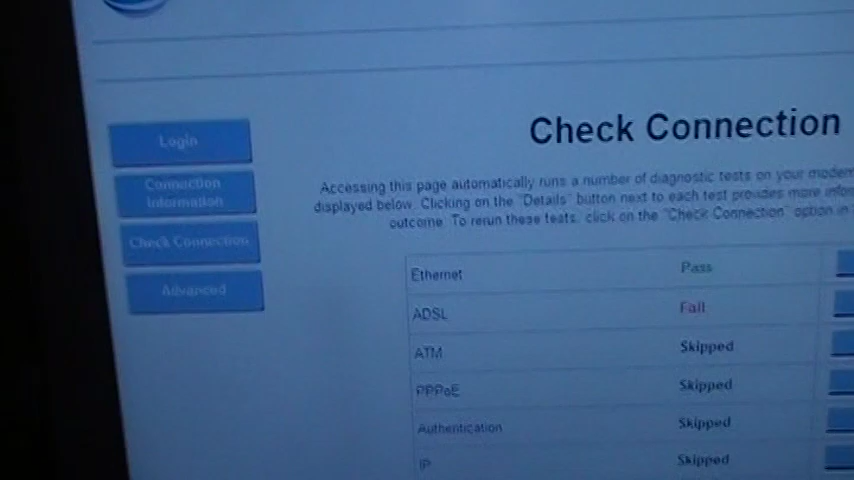 Login
Connection
Information
Check Connection
Advanced
Check Connection
Accessing this page automatically runs a number of diagnostic tests on your modem
displayed below. Clicking on the "Details" button next to each test provides more
outcome. To rerun these tests, click on the "Check Connection" option in
Ethernet Pass
ADSL Fail
ATM Skipped
PPPoE Skipped
Authentication Skipped
IP Skipped